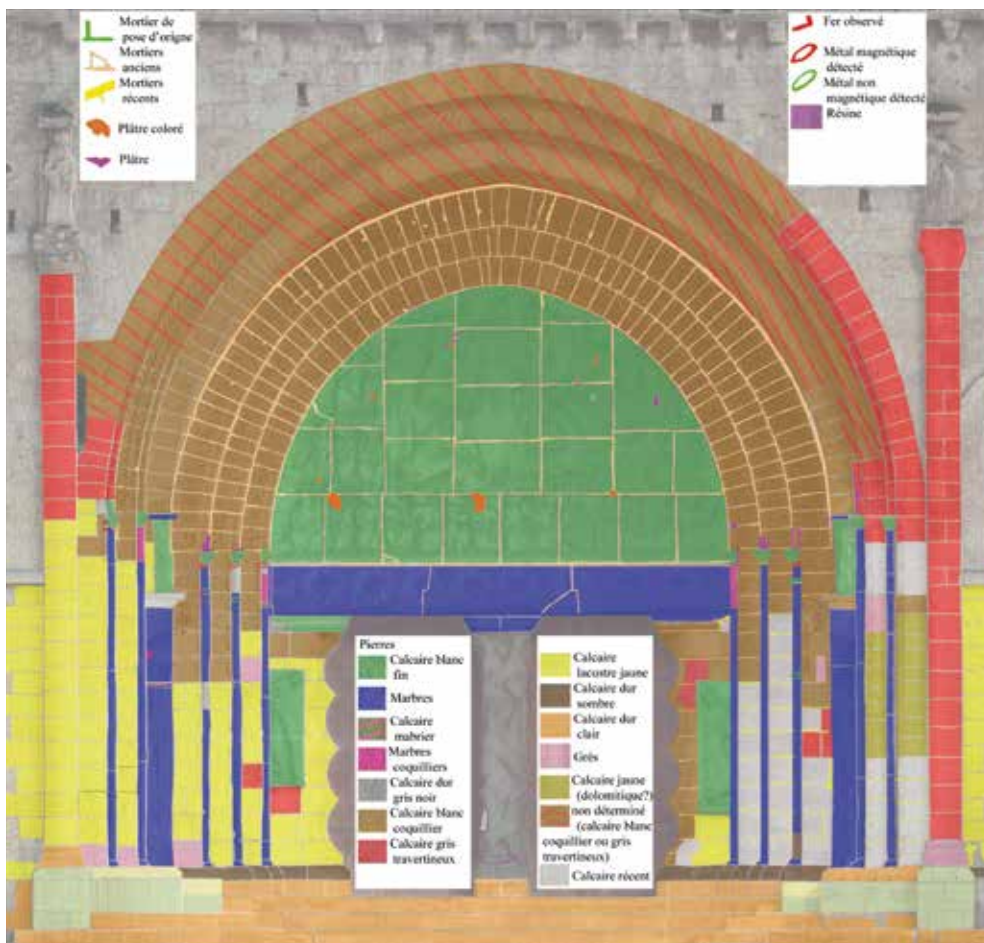 Mortier de
pose d'origne
Mortiers
anciens
Mortiers
récents
Plâtre coloré
Plâtre
Fer observé
Métal magnétique
détecté
Métal non
magnétique détecté
Résine
Pierres
Calcaire blanc
fin
Marbres
Calcaire
mabrier
Marbres
coquilliers
Calcaire dur
gris noir
Calcaire blanc
coquillier
Calcaire gris
travertineux
Calcaire
lacustre jaune
Calcaire dur
sombre
Calcaire dur
clair
Grès
Calcaire jaune
(dolomitique?)
non déterminé
(calcaire blanc
coquillier ou gris
travertineux)
Calcaire récent